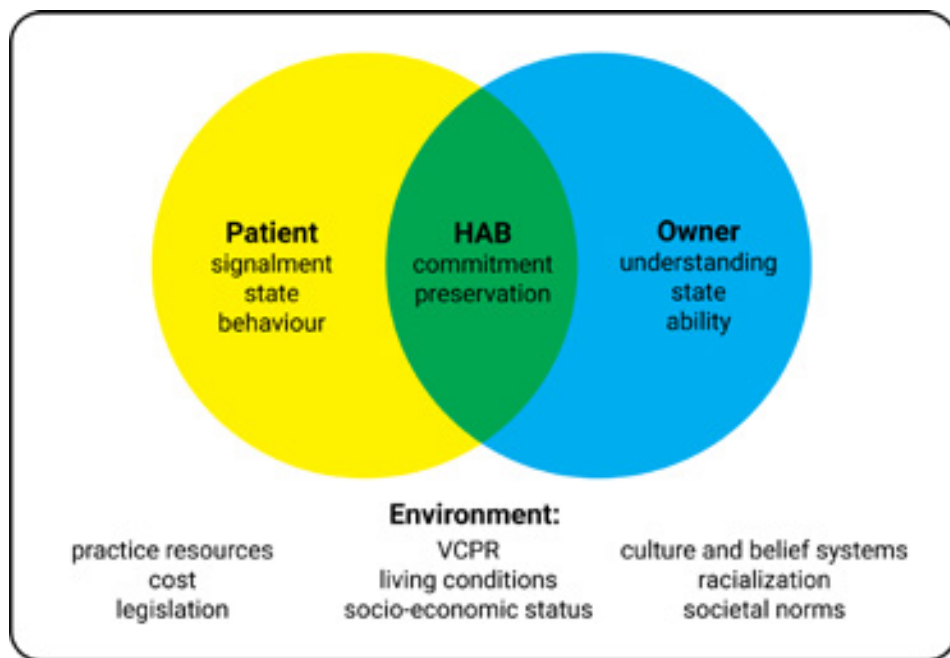 Patient
signalment
state
behaviour
HAB
commitment
preservation
Owner
understanding
state
ability
Environment:
practice resources
cost
legislation
VCPR
living conditions
socio-economic status
culture and belief systems
racialization
societal norms